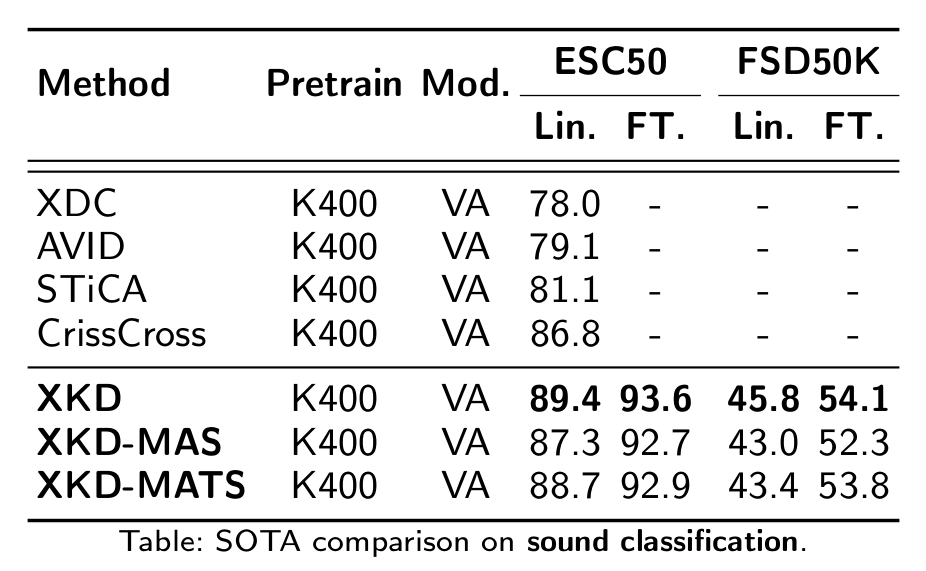 Method Pretrain Mod. ESC50 FSD50K
Lin. FT. Lin. FT.
XDC K400 VA 78.0 - - -
AVID K400 VA 79.1 - - -
STiCA K400 VA 81.1 - - -
CrissCross K400 VA 86.8 - - -
XKD K400 VA 89.4 93.6 45.8 54.1
XKD-MAS K400 VA 87.3 92.7 43.0 52.3
XKD-MATS K400 VA 88.7 92.9 43.4 53.8
Table: SOTA comparison on sound classification.